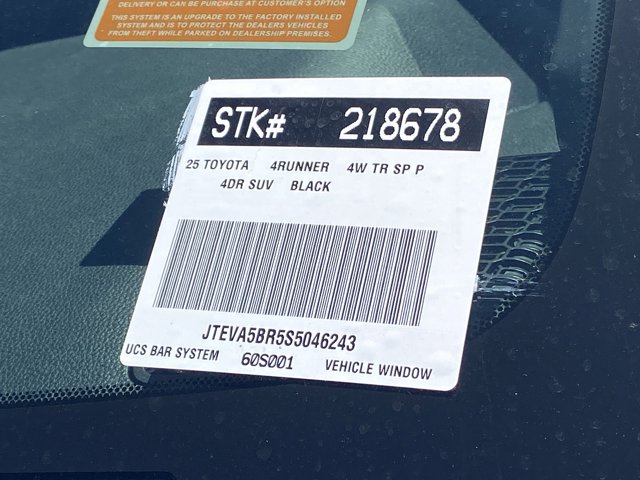 DELIVERY OR CAN BE PURCHASE AT CUSTOMER'S OPTION
THIS SYSTEM IS AN UPGRADE TO THE FACTORY INSTALLED
SYSTEM AND IS TO PROTECT THE DEALERS VEHICLES
FROM THEFT WHILE PARKED ON DEALERSHIP PREMISES.
STK# 218678
25 TOYOTA 4RUNNER 4W TR SP P
4DR SUV BLACK
JTEVA5BR5S5046243
UCS BAR SYSTEM 60S001 VEHICLE WINDOW